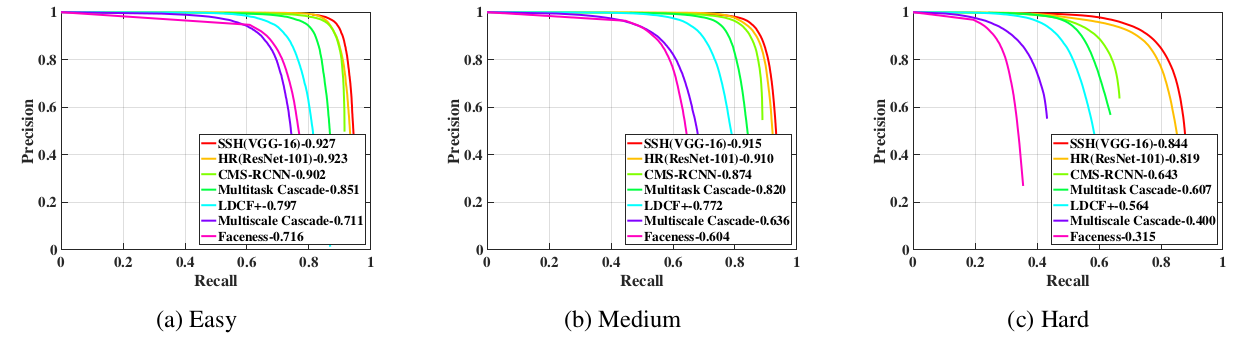 1
0.8
0.6
0.4
0.2
0
Precision
SSH(VGG-16)-0.927
HR(ResNet-101)-0.923
CMS-RCNN-0.902
Multitask Cascade-0.851
LDCF+-0.797
Multiscale Cascade-0.711
Faceness-0.716
0 0.2 0.4 0.6 0.8 1
Recall
(a) Easy
1
0.8
0.6
0.4
0.2
0
Precision
SSH(VGG-16)-0.915
HR(ResNet-101)-0.910
CMS-RCNN-0.874
Multitask Cascade-0.820
LDCF+-0.772
Multiscale Cascade-0.636
Faceness-0.604
0 0.2 0.4 0.6 0.8 1
Recall
(b) Medium
1
0.8
0.6
0.4
0.2
0
Precision
SSH(VGG-16)-0.844
HR(ResNet-101)-0.819
CMS-RCNN-0.643
Multitask Cascade-0.607
LDCF+-0.564
Multiscale Cascade-0.400
Faceness-0.315
0 0.2 0.4 0.6 0.8 1
Recall
(c) Hard